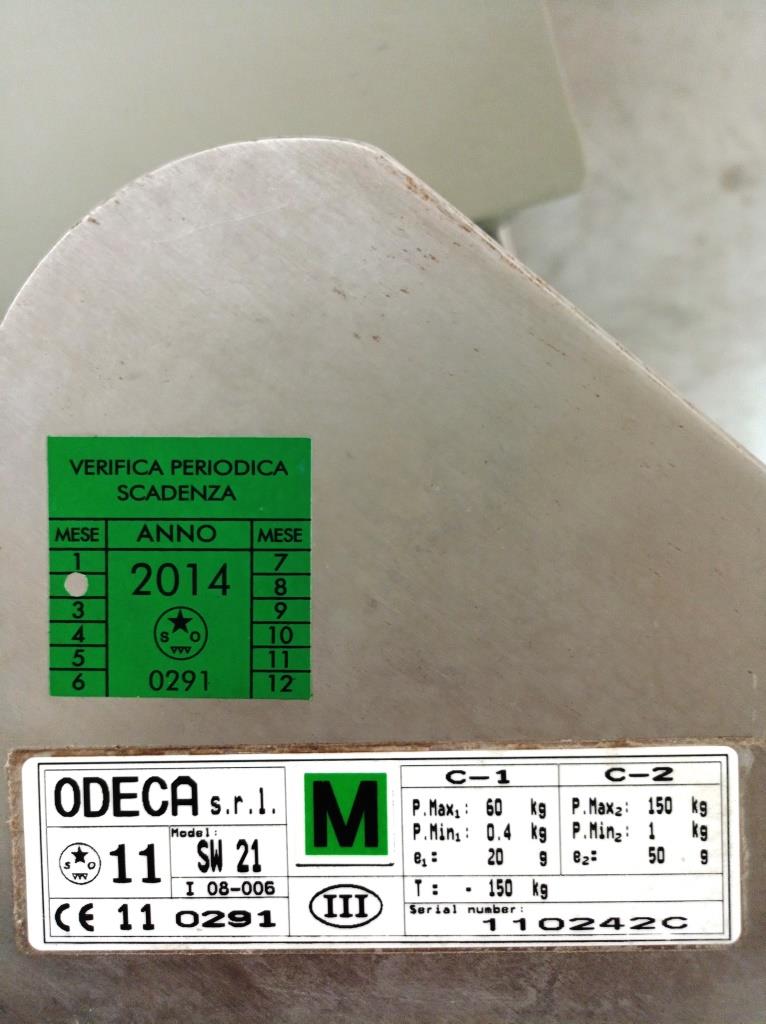 VERIFICA PERIODICA
SCADENZA
MESE ANNO MESE
1 2014 7
8
3 9
4 S O 10
5 11
6 0291 12
ODECA s.r.l. M C-1 C-2
P.Max₁: 60 kg P.Max₂: 150 kg
P.Min₁: 0.4 kg P.Min₂: 1 kg
e₁= 20 g e₂= 50 g
S O 11 Model: SW 21
I 08-006
III T: - 150 kg
CE 11 0291 Serial number: 110242C